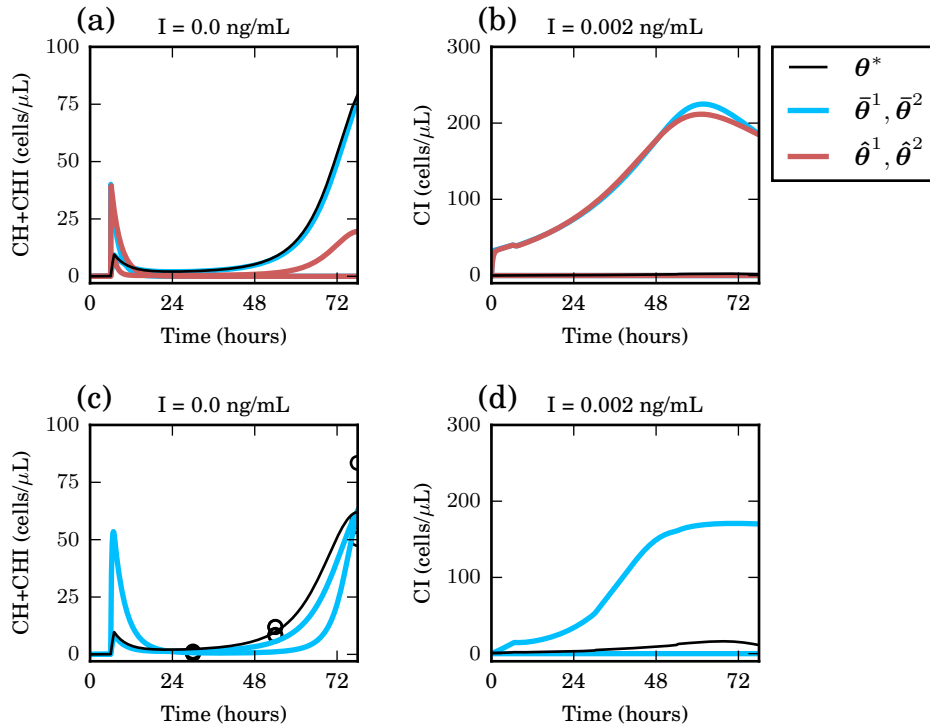 (a)
I = 0.0 ng/mL
CH+CHI (cells/μL)
100
75
50
25
0
0 24 48 72
Time (hours)
(b)
I = 0.002 ng/mL
CI (cells/μL)
300
200
100
0
0 24 48 72
Time (hours)
θ*
θ̄¹, θ̄²
θ̂¹, θ̂²
(c)
I = 0.0 ng/mL
CH+CHI (cells/μL)
100
75
50
25
0
0 24 48 72
Time (hours)
(d)
I = 0.002 ng/mL
CI (cells/μL)
300
200
100
0
0 24 48 72
Time (hours)